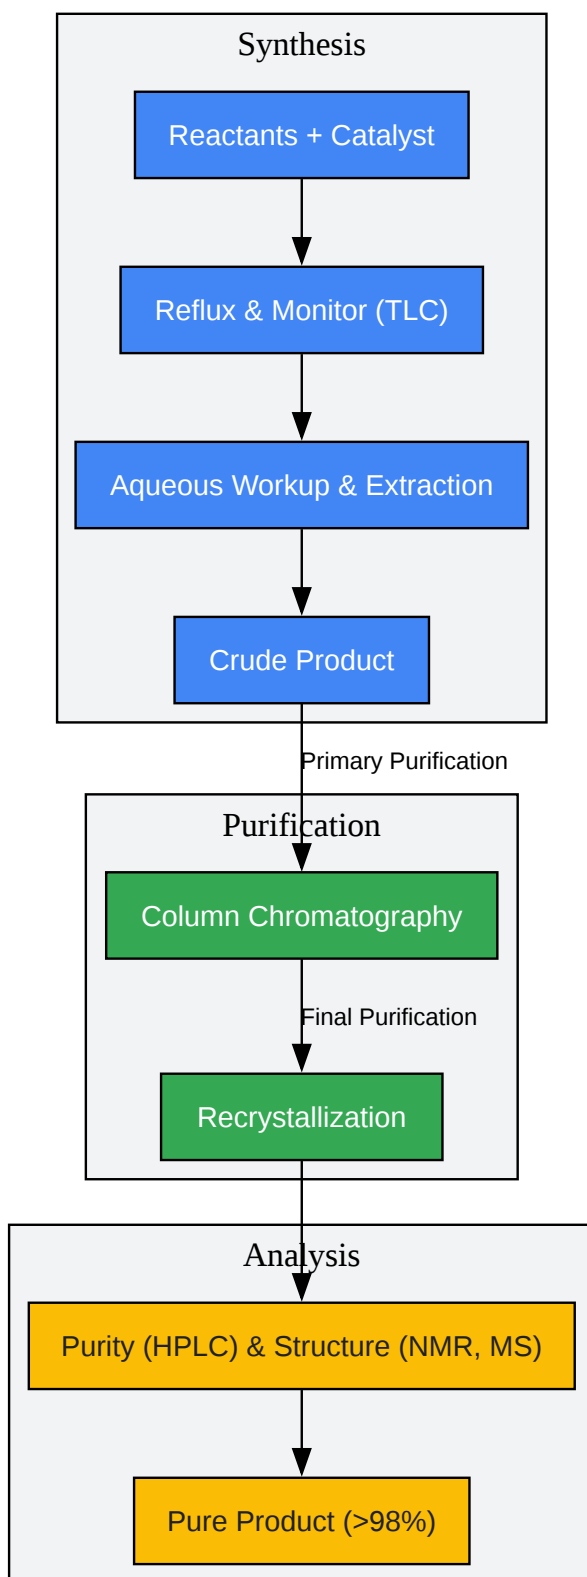 Synthesis
Reactants + Catalyst
Reflux & Monitor (TLC)
Aqueous Workup & Extraction
Crude Product
Primary Purification
Purification
Column Chromatography
Final Purification
Recrystallization
Analysis
Purity (HPLC) & Structure (NMR, MS)
Pure Product (>98%)